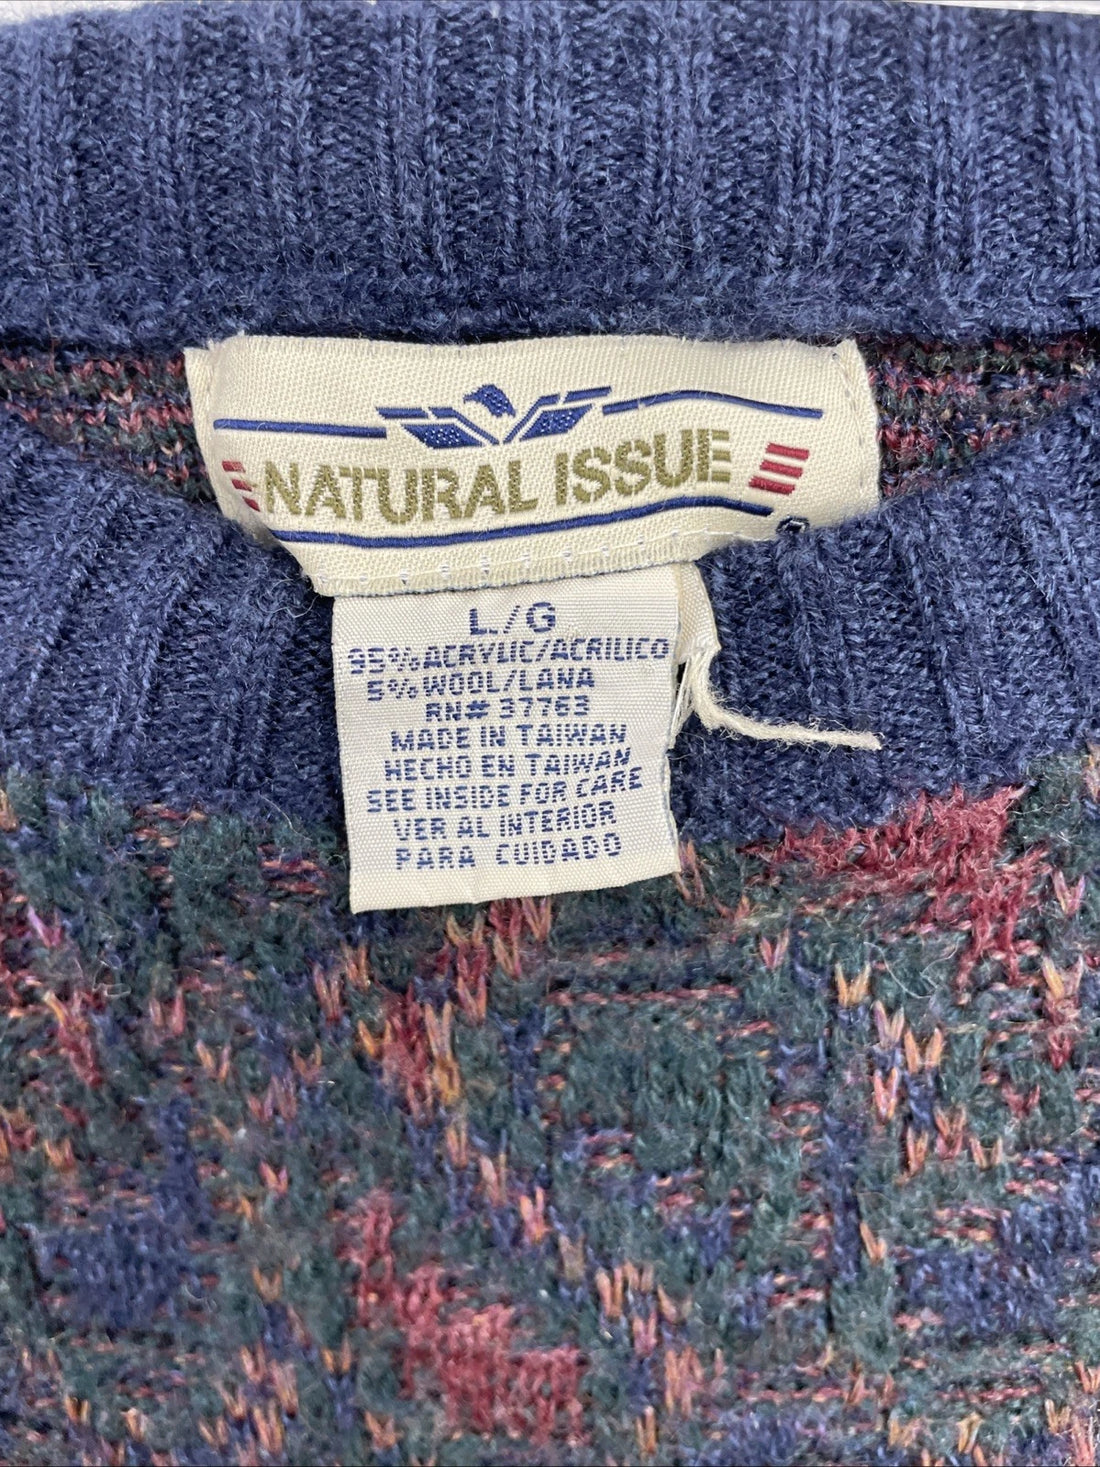 NATURAL ISSUE
L./G
95% ACRYLIC/ACRILICO
5% WOOL/LANA
RN# 37763
MADE IN TAIWAN
HECHO EN TAIWAN
SEE INSIDE FOR CARE
VER AL INTERIOR
PARA CUIDADO